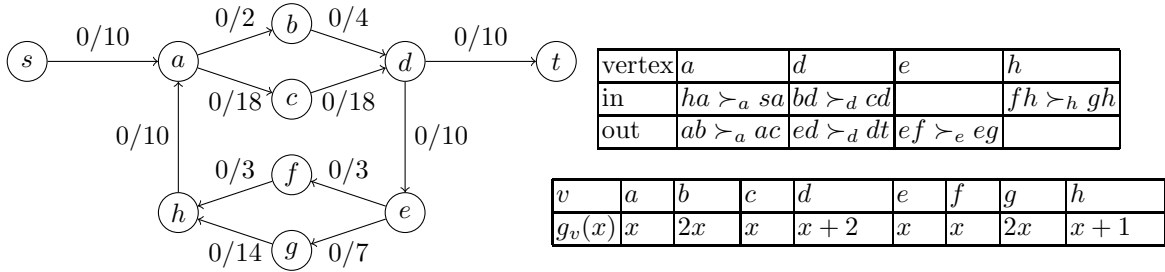 0/2 b 0/4
0/10 0/10
s a d t
0/18 c 0/18
0/10 0/10
0/3 f 0/3
h e
0/14 g 0/7
vertex a d e h
in ha ≻a sa bd ≻d cd fh ≻h gh
out ab ≻a ac ed ≻d dt ef ≻e eg
v a b c d e f g h
gv(x) x 2x x x + 2 x x 2x x + 1